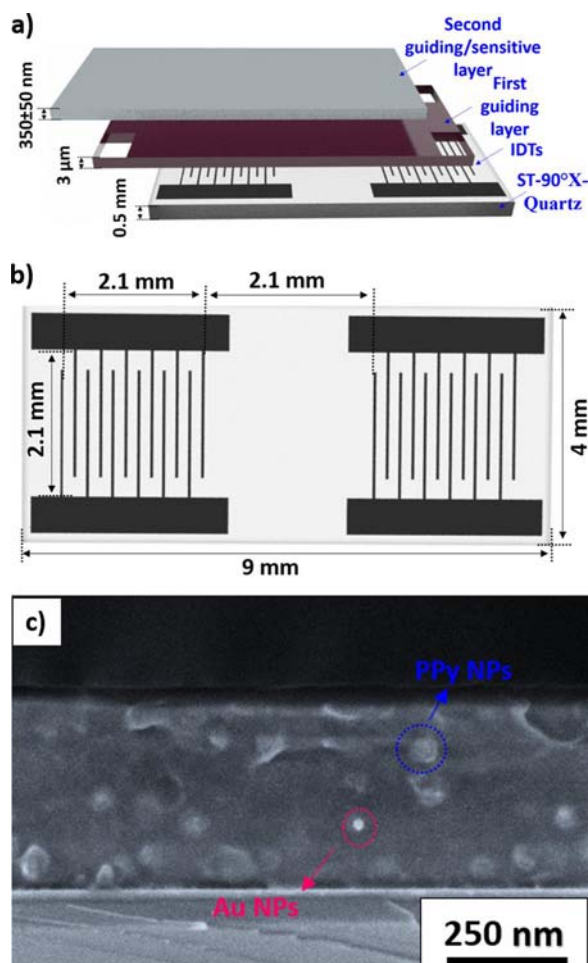 a)
Second
guiding/sensitive
layer
First
guiding
layer
IDTs
ST-90°X-
Quartz
350±50 nm
3 µm
0.5 mm
b)
2.1 mm
2.1 mm
2.1 mm
4 mm
9 mm
c)
PPy NPs
Au NPs
250 nm